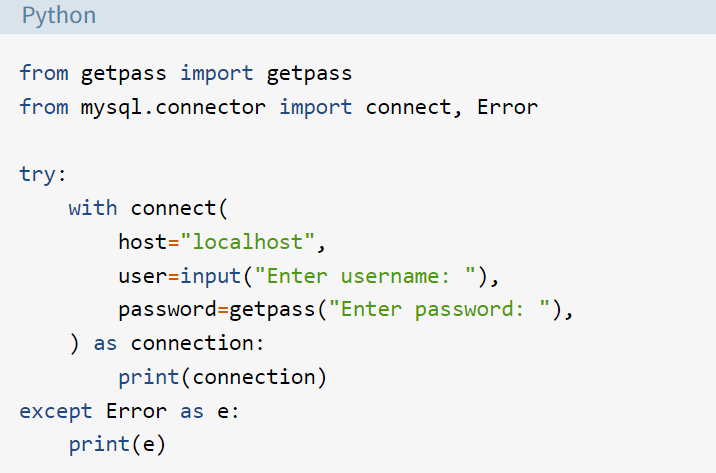 Python
from getpass import getpass
from mysql.connector import connect, Error
try:
    with connect(
        host="localhost",
        user=input("Enter username: "),
        password=getpass("Enter password: "),
    ) as connection:
        print(connection)
except Error as e:
    print(e)